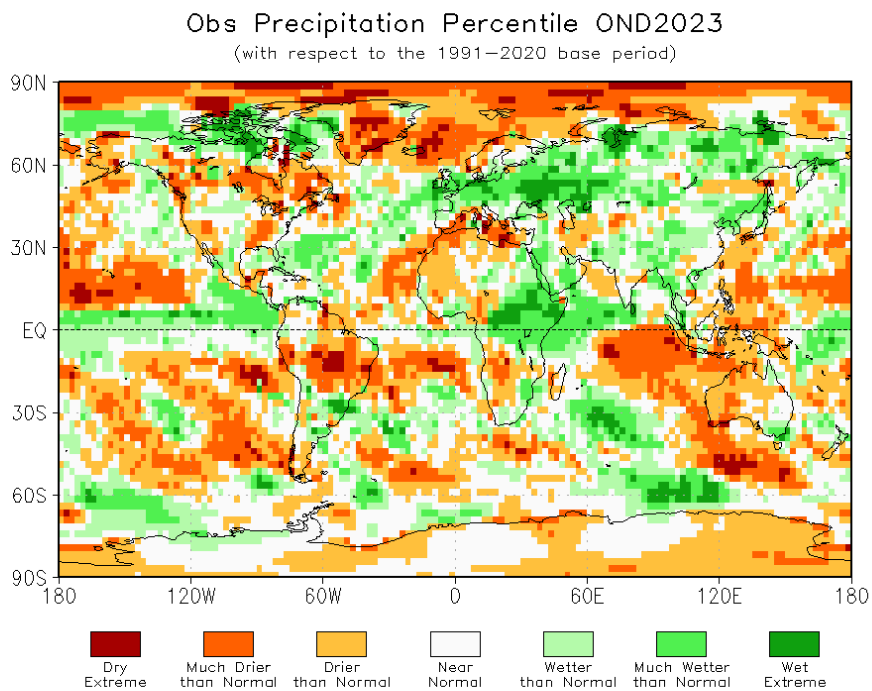 Obs Precipitation Percentile OND2023
(with respect to the 1991−2020 base period)
90N
60N
30N
EQ
30S
60S
90S
180 120W 60W 0 60E 120E 180
Dry Much Drier Drier Near Wetter Much Wetter Wet
Extreme than Normal than Normal Normal than Normal than Normal Extreme